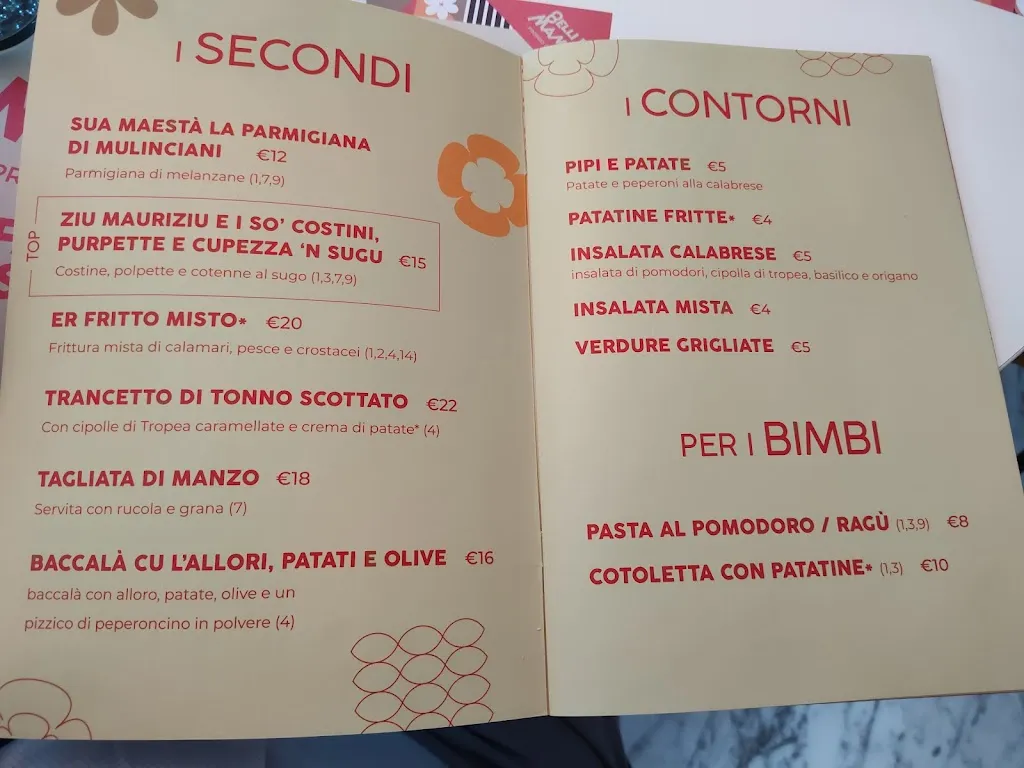 I SECONDI
SUA MAESTÀ LA PARMIGIANA
DI MULINCIANI €12
Parmigiana di melanzane (1,7,9)
TOP
ZIU MAURIZIU E I SO' COSTINI,
PURPETTE E CUPEZZA 'N SUGU €15
Costine, polpette e cotenne al sugo (1,3,7,9)
ER FRITTO MISTO* €20
Frittura mista di calamari, pesce e crostacei (1,2,4,14)
TRANCETTO DI TONNO SCOTTATO €22
Con cipolle di Tropea caramellate e crema di patate* (4)
TAGLIATA DI MANZO €18
Servita con rucola e grana (7)
BACCALÀ CU L'ALLORI, PATATI E OLIVE €16
baccalà con alloro, patate, olive e un
pizzico di peperoncino in polvere (4)
BELLI
I CONTORNI
PIPI E PATATE €5
Patate e peperoni alla calabrese
PATATINE FRITTE* €4
INSALATA CALABRESE €5
insalata di pomodori, cipolla di tropea, basilico e origano
INSALATA MISTA €4
VERDURE GRIGLIATE €5
PER I BIMBI
PASTA AL POMODORO / RAGÙ (1,3,9) €8
COTOLETTA CON PATATINE* (1,3) €10